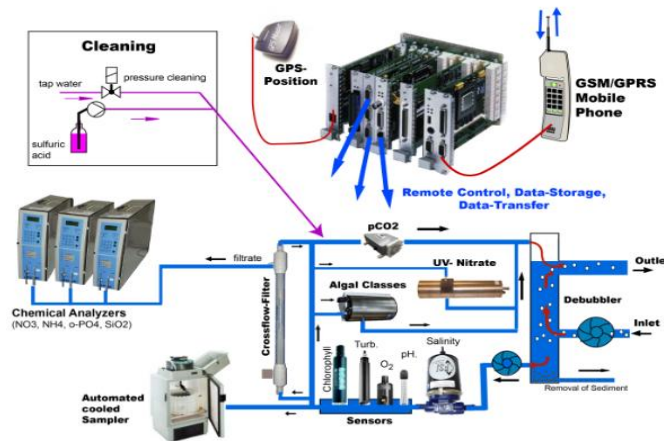 Cleaning
pressure cleaning
tap water
sulfuric
acid
GPS-
Position
GSM/GPRS
Mobile
Phone
Remote Control, Data-Storage,
Data-Transfer
pCO2
filtrate
UV- Nitrate
Algal Classes
Crossflow-Filter
Outlet
Debubbler
Inlet
Chemical Analyzers
(NO3, NH4, o-PO4, SiO2)
Chlorophyll
Turb.
O2
pH.
Salinity
Removal of Sediment
Automated
cooled
Sampler
Sensors